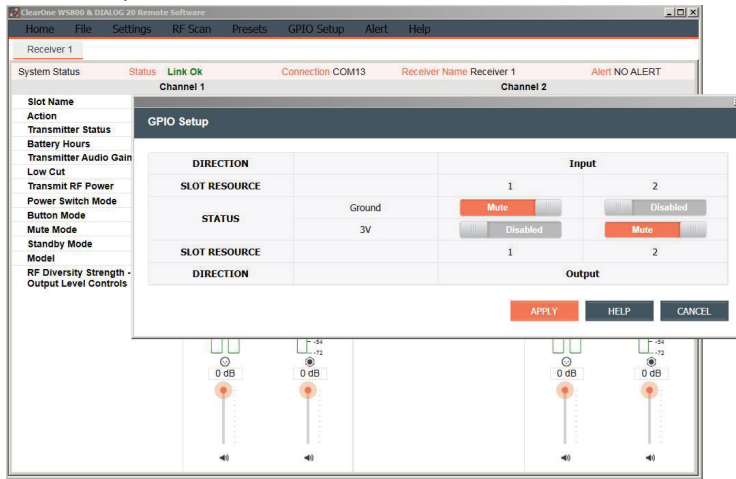 ClearOne WS800 & DIALOG 20 Remote Software
Home File Settings RF Scan Presets GPIO Setup Alert Help
Receiver 1
System Status Status Link Ok Connection COM13 Receiver Name Receiver 1 Alert NO ALERT
Channel 1 Channel 2
Slot Name
Action
Transmitter Status
Battery Hours
Transmitter Audio Gain
Low Cut
Transmit RF Power
Power Switch Mode
Button Mode
Mute Mode
Standby Mode
Model
RF Diversity Strength -
Output Level Controls
GPIO Setup
DIRECTION Input
SLOT RESOURCE 1 2
STATUS
Ground Mute Disabled
3V Disabled Mute
SLOT RESOURCE 1 2
DIRECTION Output
APPLY HELP CANCEL
-54 -54
-72 -72
0 dB 0 dB 0 dB 0 dB